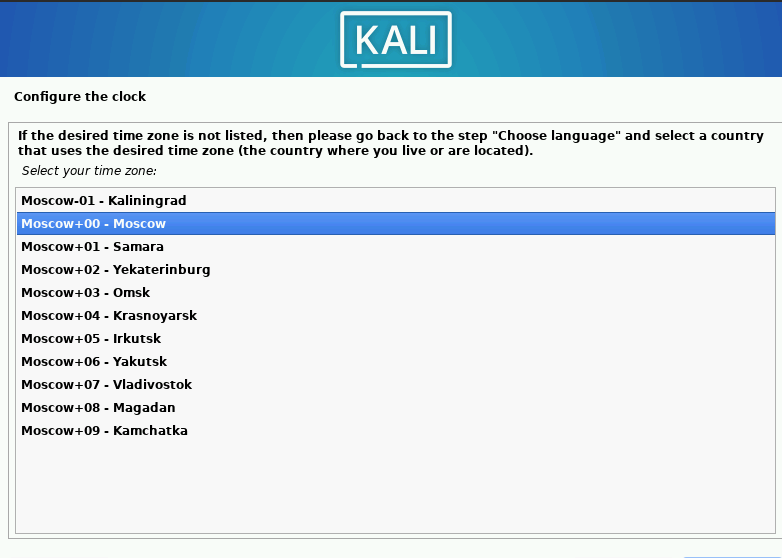 KALI
Configure the clock
If the desired time zone is not listed, then please go back to the step "Choose language" and select a country
that uses the desired time zone (the country where you live or are located).
Select your time zone:
Moscow-01 - Kaliningrad
Moscow+00 - Moscow
Moscow+01 - Samara
Moscow+02 - Yekaterinburg
Moscow+03 - Omsk
Moscow+04 - Krasnoyarsk
Moscow+05 - Irkutsk
Moscow+06 - Yakutsk
Moscow+07 - Vladivostok
Moscow+08 - Magadan
Moscow+09 - Kamchatka